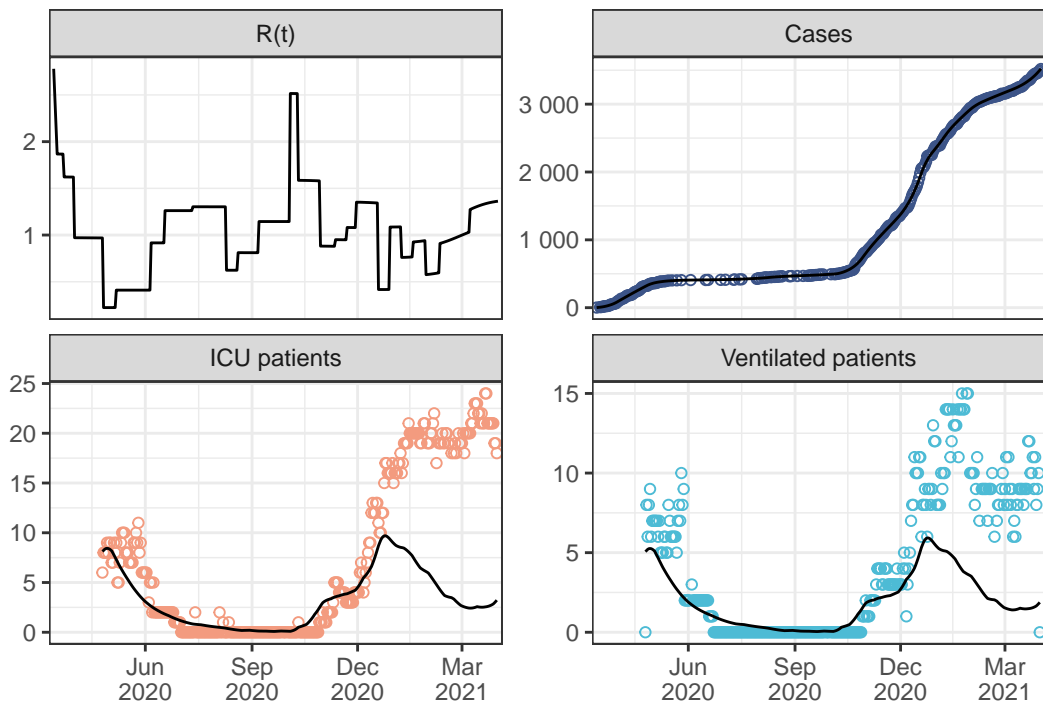 R(t)
Cases
2
1
3 000
2 000
1 000
0
ICU patients
Ventilated patients
25
20
15
10
5
0
15
10
5
0
Jun Sep Dec Mar
2020 2020 2020 2021
Jun Sep Dec Mar
2020 2020 2020 2021